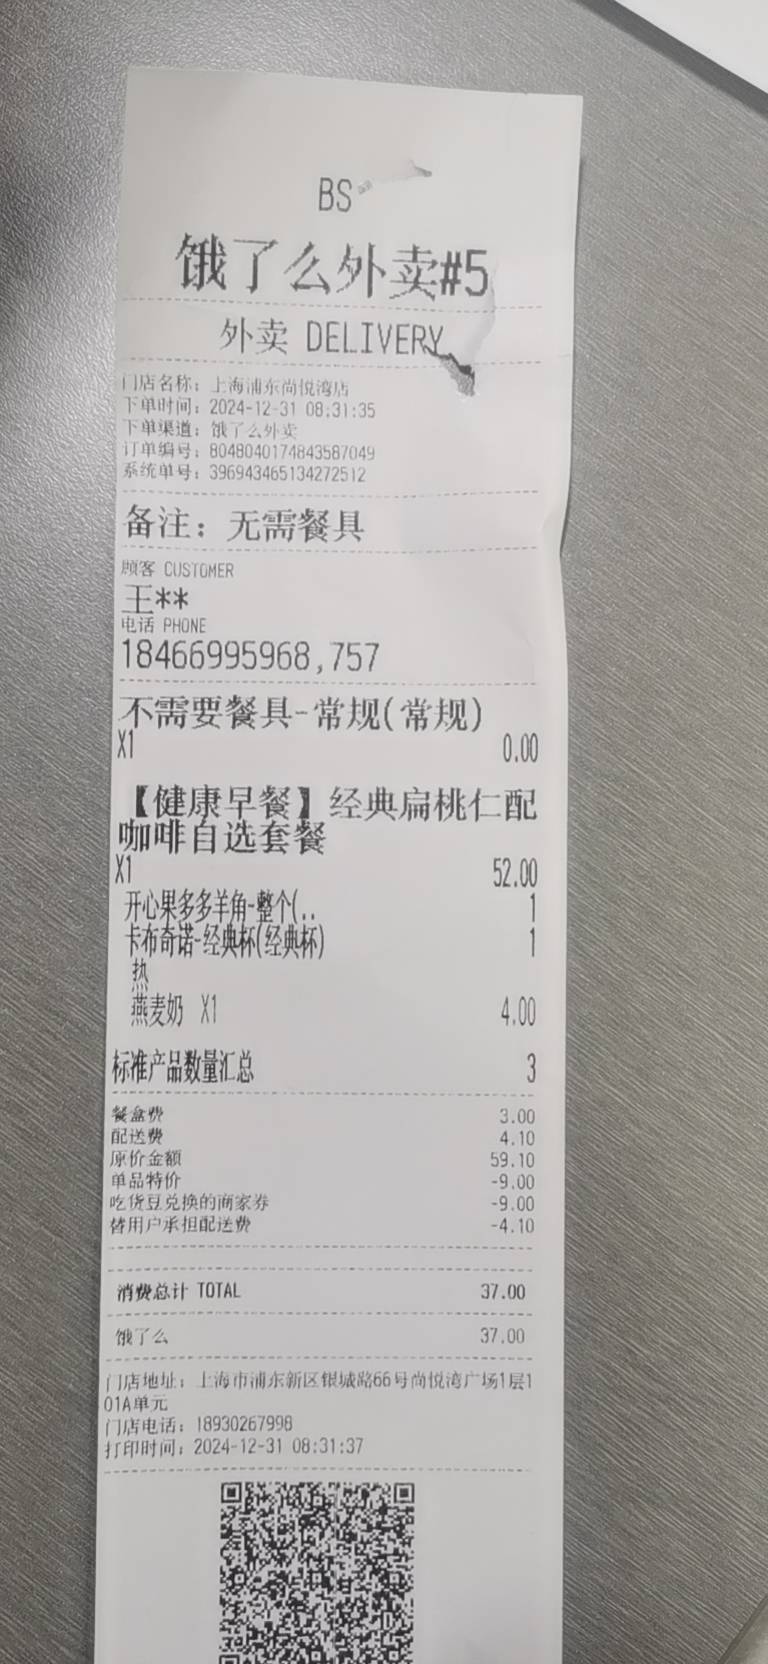 BS
饿了么外卖#5
外卖 DELIVERY
门店名称：上海浦东尚悦湾店
下单时间：2024-12-31 08:31:35
下单渠道：饿了么外卖
订单编号：8048040174843587049
系统单号：396943465134272512
备注：无需餐具
顾客 CUSTOMER
王**
电话 PHONE
18466995968,757
不需要餐具-常规(常规)
X1 0.00
【健康早餐】经典扁桃仁配
咖啡自选套餐
X1 52.00
开心果多多羊角-整个(.. 1
卡布奇诺-经典杯(经典杯) 1
热
燕麦奶 X1 4.00
标准产品数量汇总 3
餐盒费 3.00
配送费 4.10
原价金额 59.10
单品特价 -9.00
吃货豆兑换的商家券 -9.00
替用户承担配送费 -4.10
消费总计 TOTAL 37.00
饿了么 37.00
门店地址：上海市浦东新区银城路66号尚悦湾广场1层1
01A单元
门店电话：18930267998
打印时间：2024-12-31 08:31:37